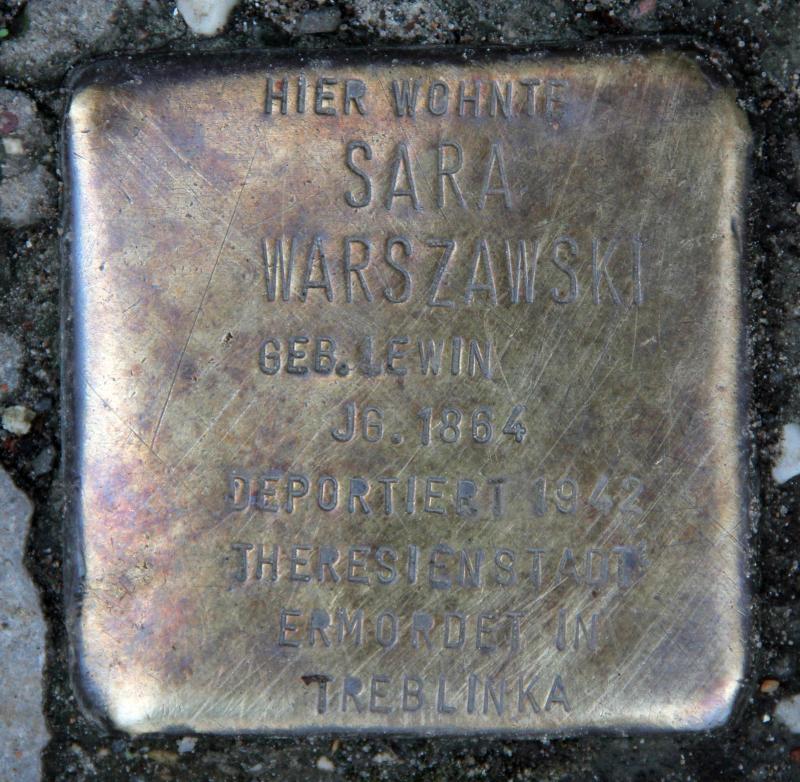 HIER WOHNTE
SARA
WARSZAWSKI
GEB. LEWIN
JG. 1864
DEPORTIERT 1942
THERESIENSTADT
ERMORDET IN
TREBLINKA